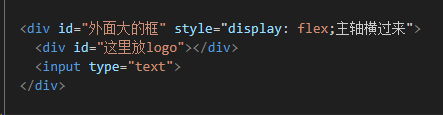 <div id="外面大的框" style="display: flex;主轴横过来">
<div id="这里放logo"></div>
<input type="text">
</div>